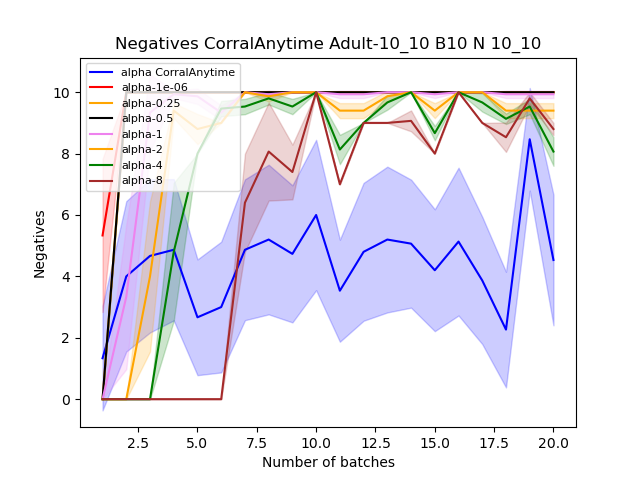 Negatives CorralAnytime Adult-10_10 B10 N 10_10
alpha CorralAnytime
alpha-1e-06
alpha-0.25
alpha-0.5
alpha-1
alpha-2
alpha-4
alpha-8
Negatives
10
8
6
4
2
0
2.5 5.0 7.5 10.0 12.5 15.0 17.5 20.0
Number of batches